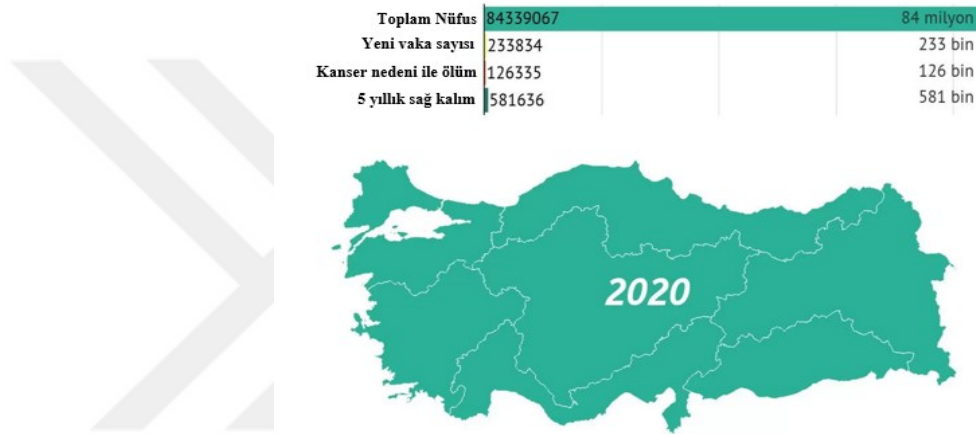 Toplam Nüfus 84339067 84 milyon
Yeni vaka sayısı 233834 233 bin
Kanser nedeni ile ölüm 126335 126 bin
5 yıllık sağ kalım 581636 581 bin
2020